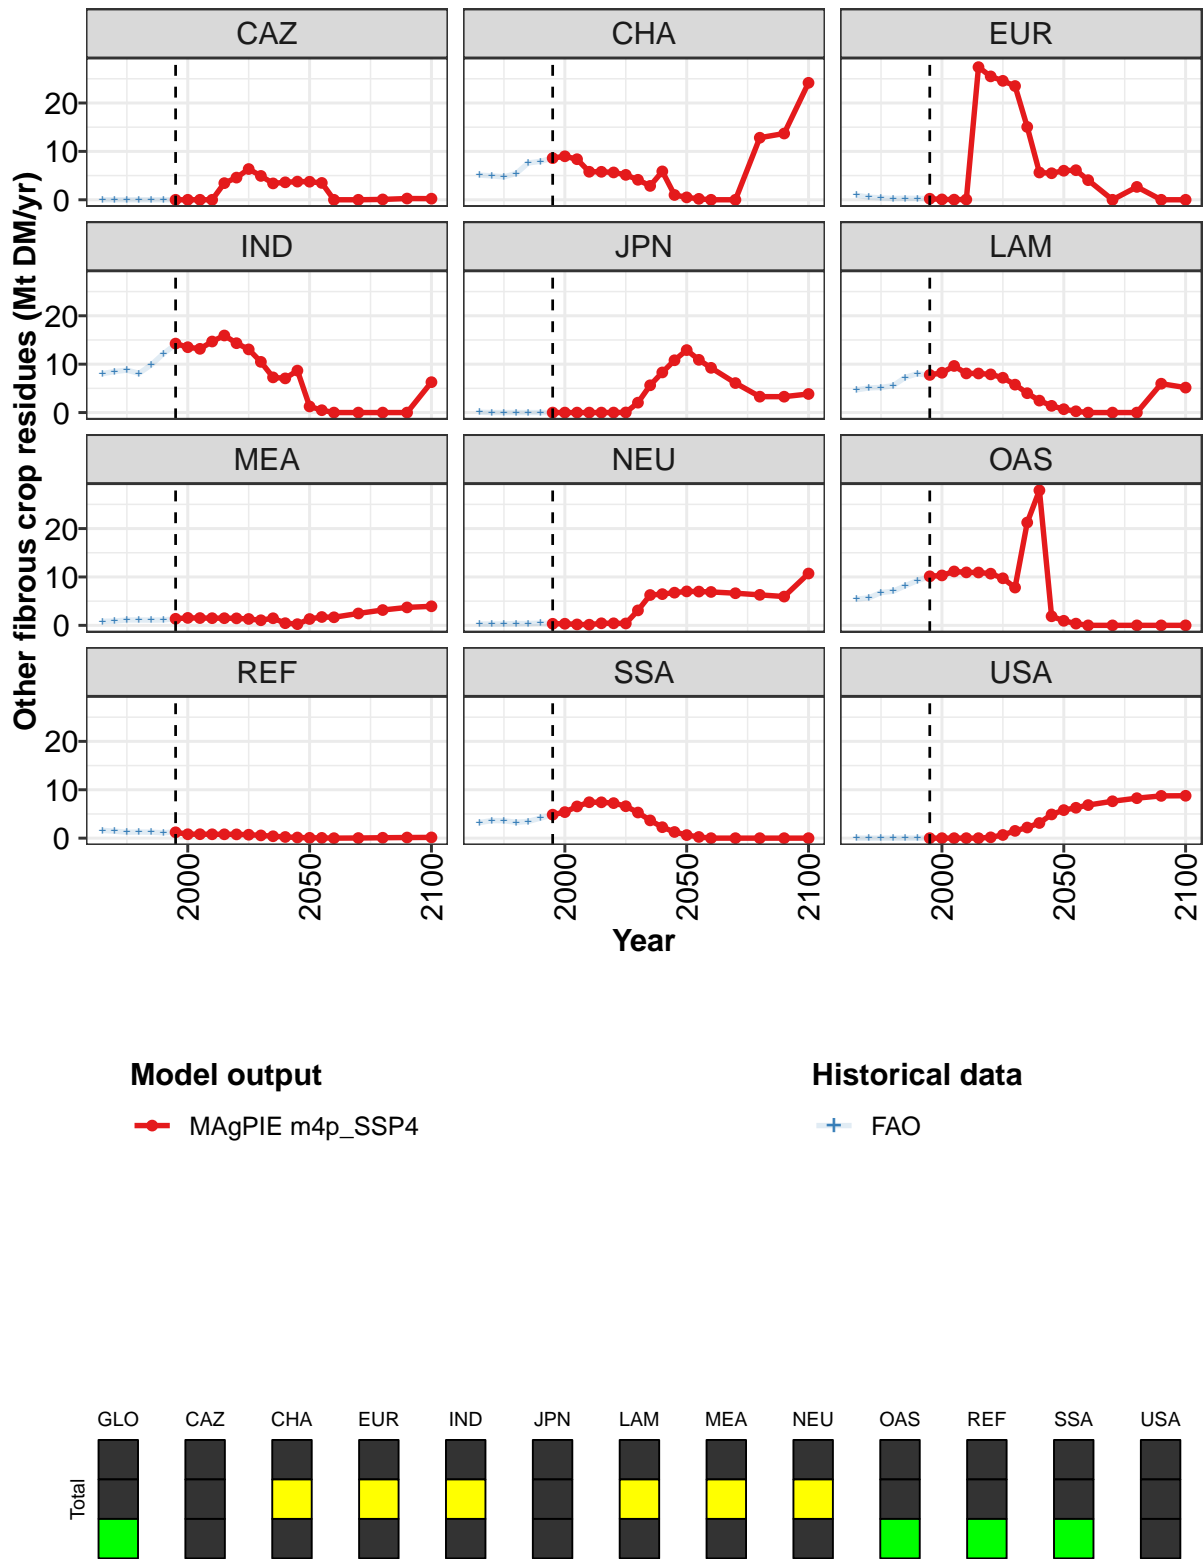 CAZ CHA EUR
20
10
0
IND JPN LAM
20
10
0
MEA NEU OAS
20
10
0
REF SSA USA
20
10
0
Other fibrous crop residues (Mt DM/yr)
2000 2050 2100 2000 2050 2100 2000 2050 2100
Year
Model output Historical data
MAgPIE m4p_SSP4 FAO
GLO CAZ CHA EUR IND JPN LAM MEA NEU OAS REF SSA USA
Total